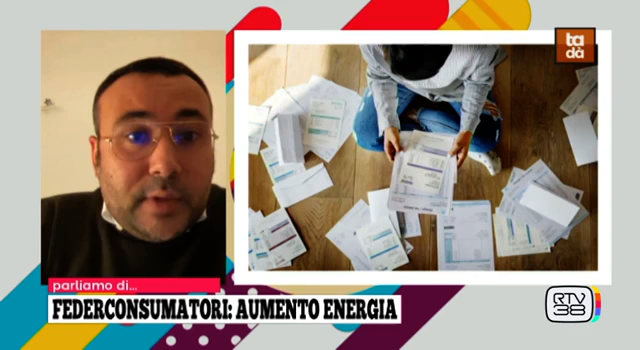 ta
dà
parliamo di...
FEDERCONSUMATORI: AUMENTO ENERGIA
RTV
38